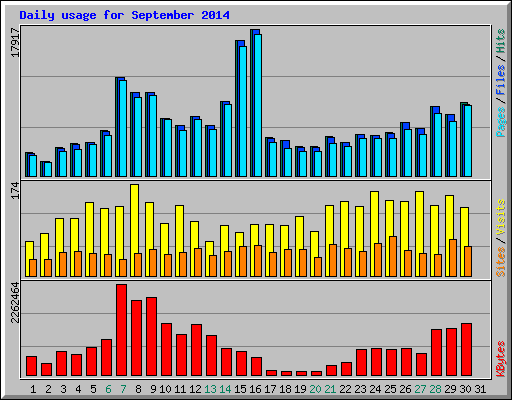 Daily usage for September 2014
17917
Pages / Files / Hits
174
Sites / Visits
2262464
KBytes
1 2 3 4 5 6 7 8 9 10 11 12 13 14 15 16 17 18 19 20 21 22 23 24 25 26 27 28 29 30 31